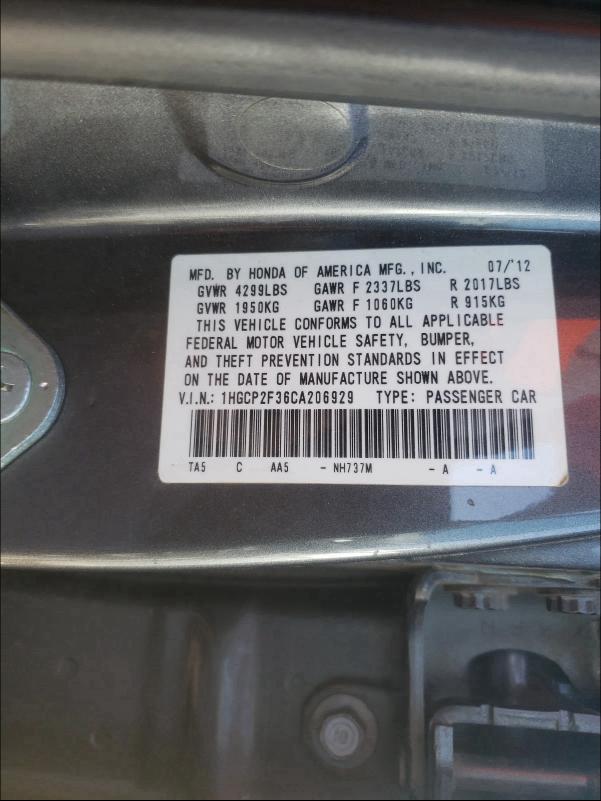 MFD. BY HONDA OF AMERICA MFG., INC. 07/'12
GVWR 4299LBS GAWR F 2337LBS R 2017LBS
GVWR 1950KG GAWR F 1060KG R 915KG
THIS VEHICLE CONFORMS TO ALL APPLICABLE
FEDERAL MOTOR VEHICLE SAFETY, BUMPER,
AND THEFT PREVENTION STANDARDS IN EFFECT
ON THE DATE OF MANUFACTURE SHOWN ABOVE.
V.I.N.: 1HGCP2F36CA206929 TYPE: PASSENGER CAR
TA5 C AA5 - NH737M - A - A